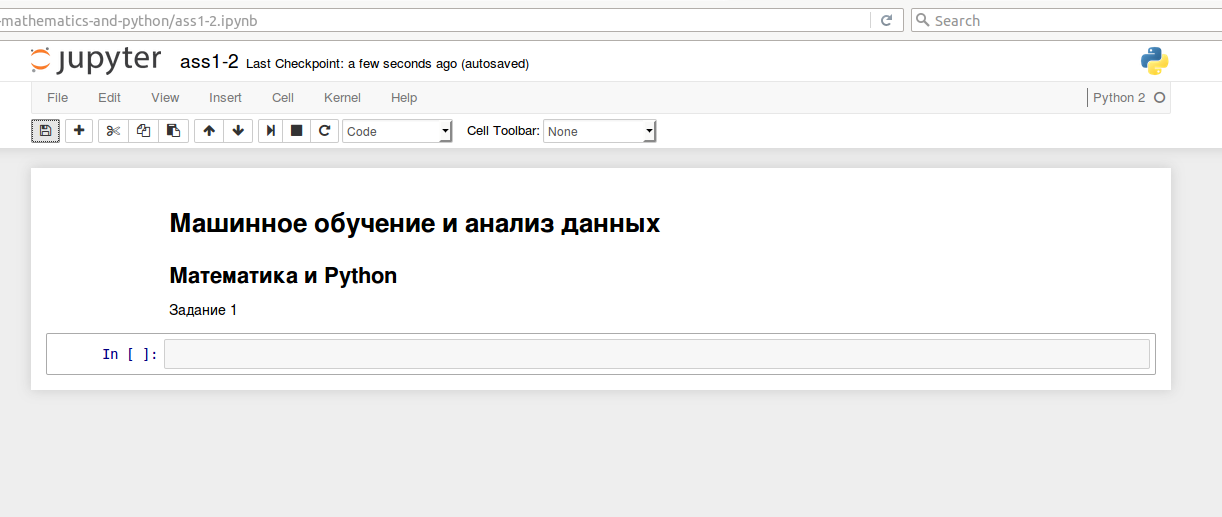 -mathematics-and-python/ass1-2.ipynb Search
jupyter ass1-2 Last Checkpoint: a few seconds ago (autosaved)
File Edit View Insert Cell Kernel Help Python 2
Code Cell Toolbar: None
Машинное обучение и анализ данных
Математика и Python
Задание 1
In [ ]: